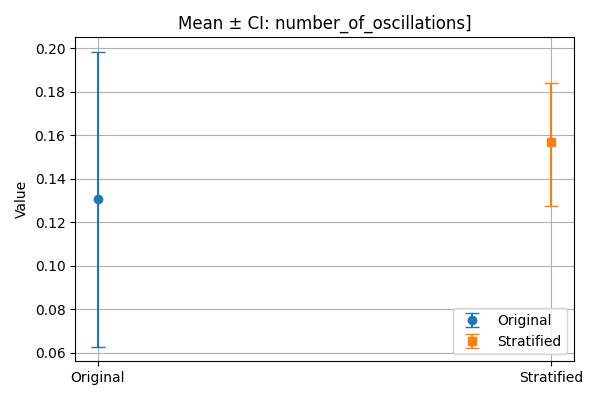 Mean ± CI: number_of_oscillations]
Value
0.20
0.18
0.16
0.14
0.12
0.10
0.08
0.06
Original
Stratified
Original
Stratified